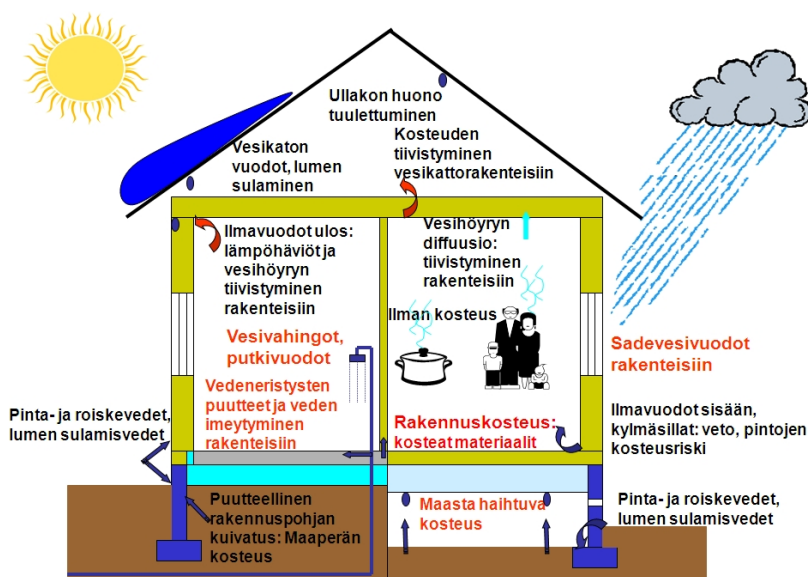 Ullakon huono
tuulettuminen
Vesikaton
vuodot, lumen
sulaminen
Kosteuden
tiivistyminen
vesikattorakenteisiin
Ilmavuodot ulos:
lämpöhäviöt ja
vesihöyryn
tiivistyminen
rakenteisiin
Vesihöyryn
diffuusio:
tiivistyminen
rakenteisiin
Ilman kosteus
Vesivahingot,
putkivuodot
Sadevesivuodot
rakenteisiin
Vedeneristysten
puutteet ja veden
imeytyminen
rakenteisiin
Rakennuskosteus:
kosteat materiaalit
Pinta- ja roiskevedet,
lumen sulamisvedet
Ilmavuodot sisään,
kylmäsillat: veto, pintojen
kosteusriski
Puutteellinen
rakennuspohjan
kuivatus: Maaperän
kosteus
Maasta haihtuva
kosteus
Pinta- ja roiskevedet,
lumen sulamisvedet